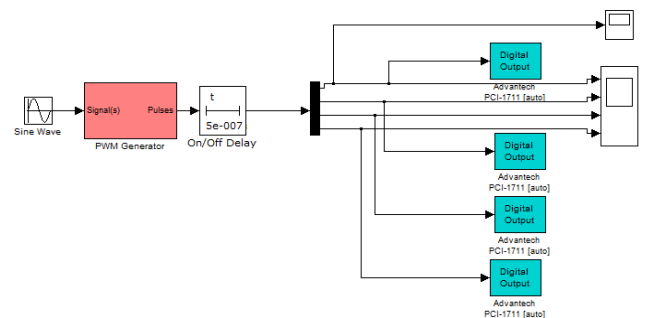 Sine Wave
Signal(s)
Pulses
PWM Generator
t
5e-007
On/Off Delay
Digital
Output
Advantech
PCI-1711 [auto]
Digital
Output
Advantech
PCI-1711 [auto]
Digital
Output
Advantech
PCI-1711 [auto]
Digital
Output
Advantech
PCI-1711 [auto]